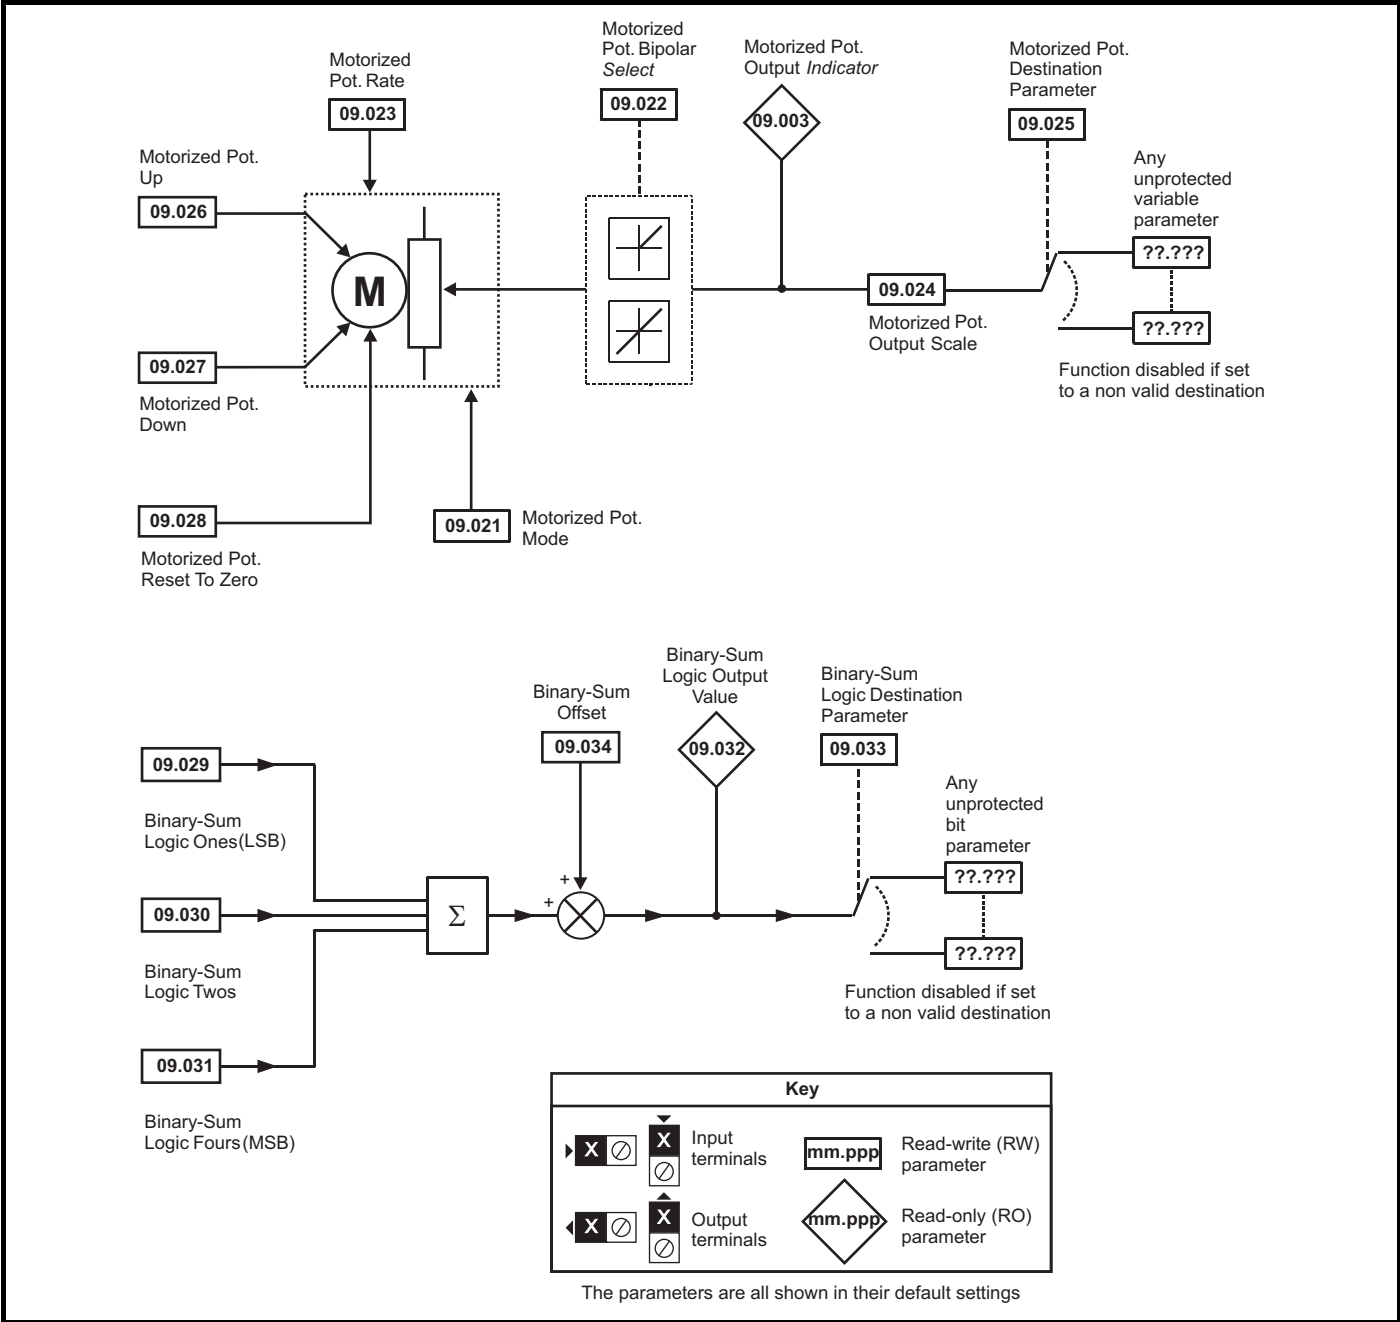 Motorized
Pot. Rate
09.023
Motorized
Pot. Bipolar
Select
09.022
Motorized Pot.
Output Indicator
09.003
Motorized Pot.
Destination
Parameter
09.025
Motorized Pot.
Up
09.026
M
Any
unprotected
variable
parameter
??.???
??.???
Function disabled if set
to a non valid destination
09.024
Motorized Pot.
Output Scale
09.027
Motorized Pot.
Down
09.028
Motorized Pot.
Reset To Zero
09.021
Motorized Pot.
Mode
Binary-Sum
Offset
09.034
Binary-Sum
Logic Output
Value
09.032
Binary-Sum
Logic Destination
Parameter
09.033
09.029
Binary-Sum
Logic Ones(LSB)
09.030
Binary-Sum
Logic Twos
09.031
Binary-Sum
Logic Fours(MSB)
Σ
+
+
Any
unprotected
bit
parameter
??.???
??.???
Function disabled if set
to a non valid destination
Key
X
X
Input
terminals
mm.ppp
Read-write (RW)
parameter
X
X
Output
terminals
mm.ppp
Read-only (RO)
parameter
The parameters are all shown in their default settings